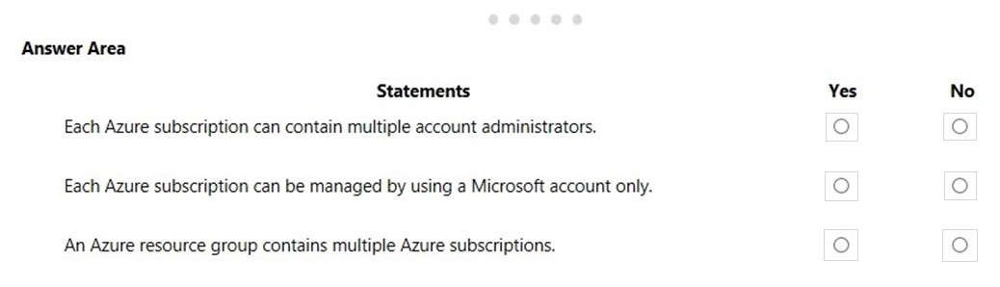 Answer Area
Statements Yes No
Each Azure subscription can contain multiple account administrators.
Each Azure subscription can be managed by using a Microsoft account only.
An Azure resource group contains multiple Azure subscriptions.